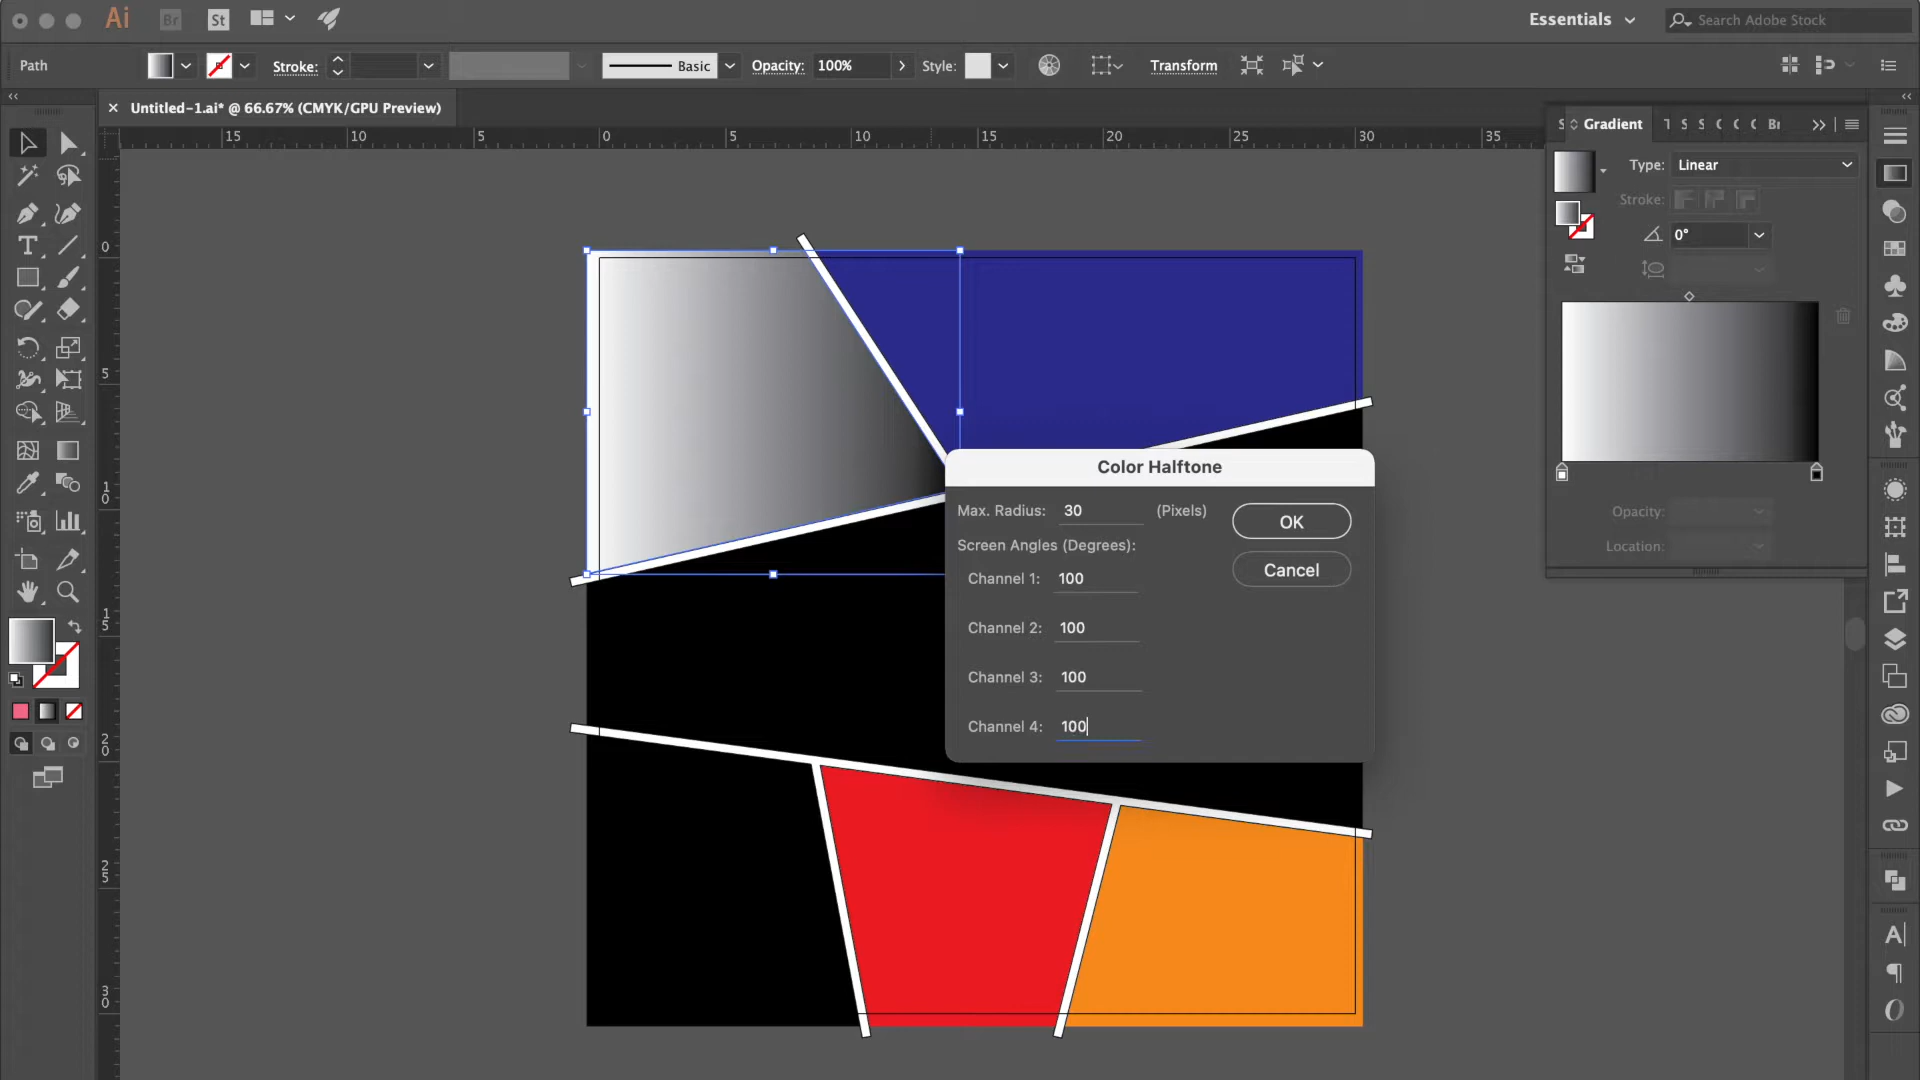 Ai Br St Essentials Search Adobe Stock
Path Stroke: Basic Opacity: 100% Style: Transform
Untitled-1.ai* @ 66.67% (CMYK/GPU Preview)
15 10 5 0 5 10 15 20 25 30 35
0
5
10
15
20
25
30
Gradient
Type: Linear
Stroke:
0°
Opacity:
Location:
Color Halftone
Max. Radius: 30 (Pixels)
OK
Screen Angles (Degrees):
Cancel
Channel 1: 100
Channel 2: 100
Channel 3: 100
Channel 4: 100